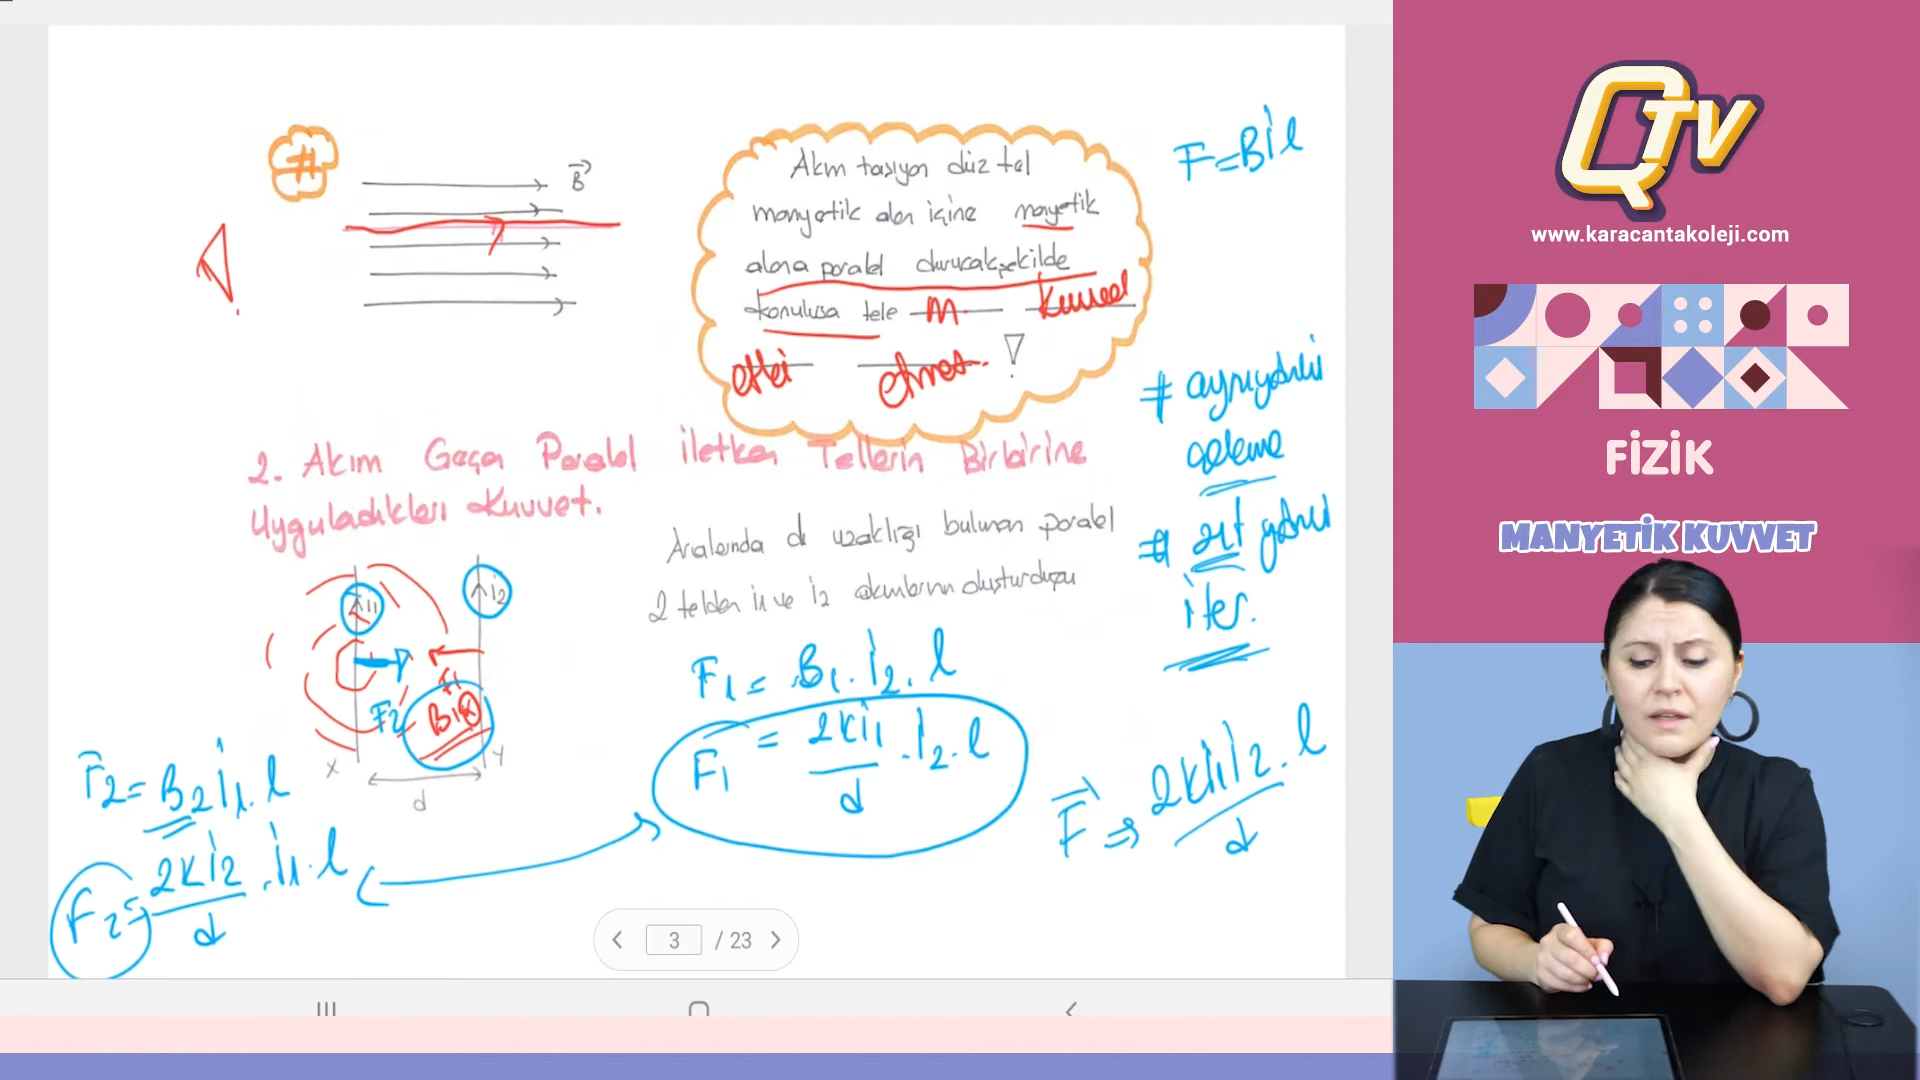 #
B
Akım taşıyan düz tel
manyetik alan içine manyetik
alana paralel duracak şekilde
konulursa tele M. kuvvet
etki etmez. !
F=Bil
# aynı yönlü
çekme
# zıt yönlü
iter.
2. Akım Geçen Paralel İletken Tellerin Birbirine
Uyguladıkları Kuvvet.
Aralarında d uzaklığı bulunan paralel
2 telden i1 ve i2 akımlarının oluşturduğu
i1 i2
F1
F2 B1
X Y
d
F1 = B1. i2. l
F1 = 2Ki1/d . i2. l
F2 = B2 i1. l
F2 = 2Ki2/d . i1. l
F ⇒ 2Ki1i2. l/d
3 / 23
QTV
www.karacantakoleji.com
FİZİK
MANYETİK KUVVET